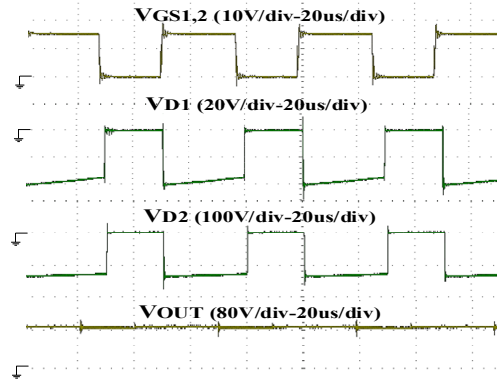 VGS1,2 (10V/div-20us/div)
VD1 (20V/div-20us/div)
VD2 (100V/div-20us/div)
VOUT (80V/div-20us/div)